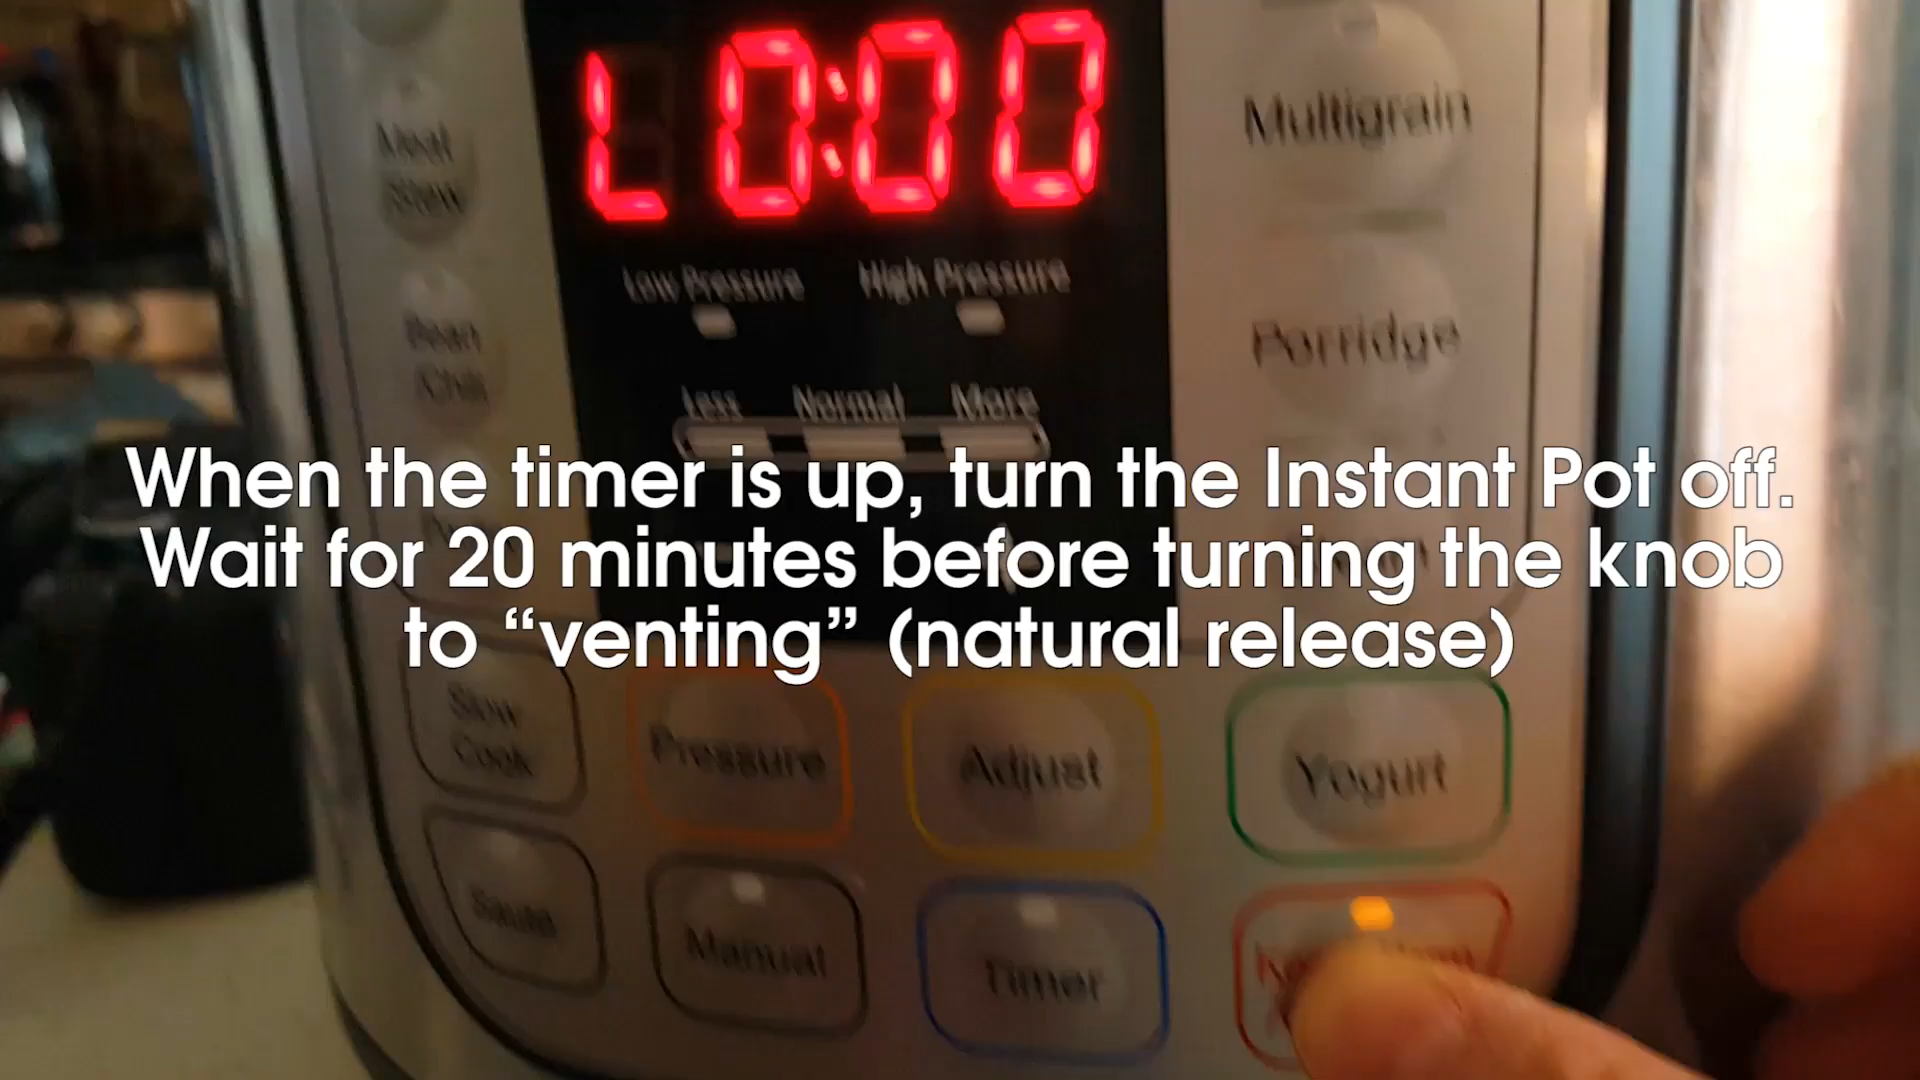 L0:00
Multigrain
Meat
Stew
Low Pressure
High Pressure
Bean
Chili
Porridge
Less
Normal
More
When the timer is up, turn the Instant Pot off.
Wait for 20 minutes before turning the knob
to “venting” (natural release)
Slow
Cook
Pressure
Adjust
Yogurt
Sauté
Manual
Timer